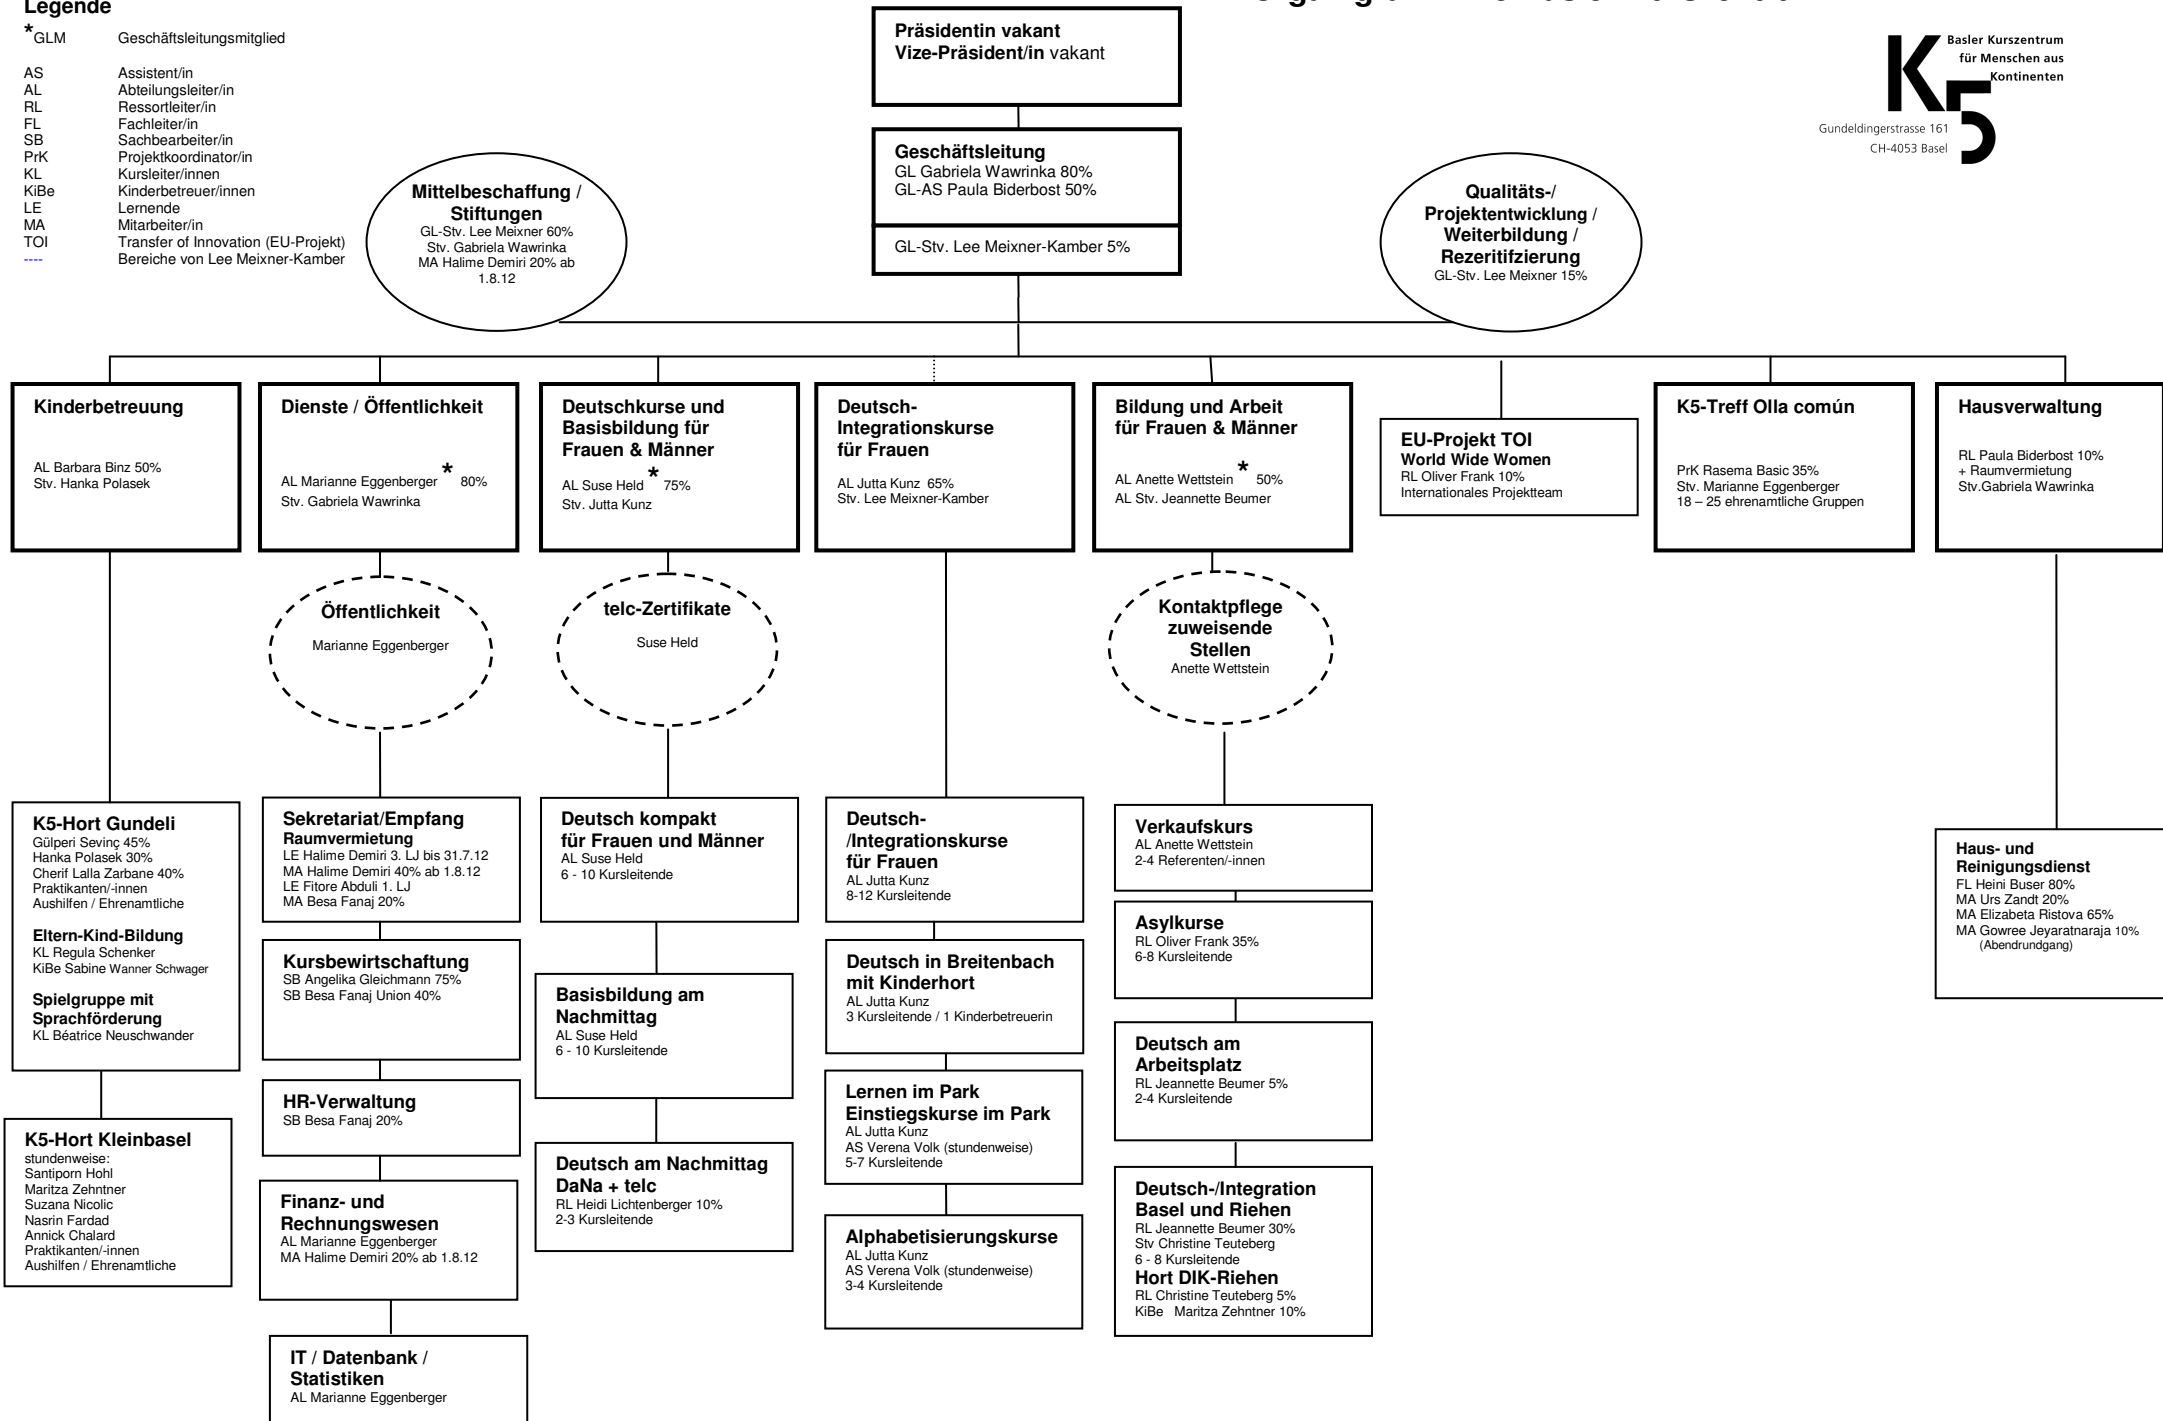 Legende
*GLM Geschäftsleitungsmitglied
AS Assistent/in
AL Abteilungsleiter/in
RL Ressortleiter/in
FL Fachleiter/in
SB Sachbearbeiter/in
PrK Projektkoordinator/in
KL Kursleiter/innen
KiBe Kinderbetreuer/innen
LE Lernende
MA Mitarbeiter/in
TOI Transfer of Innovation (EU-Projekt)
---- Bereiche von Lee Meixner-Kamber
Präsidentin vakant
Vize-Präsident/in vakant
K5
Basler Kurszentrum
für Menschen aus
Kontinenten
Gundeldingerstrasse 161
CH-4053 Basel
Geschäftsleitung
GL Gabriela Wawrinka 80%
GL-AS Paula Biderbost 50%
GL-Stv. Lee Meixner-Kamber 5%
Mittelbeschaffung /
Stiftungen
GL-Stv. Lee Meixner 60%
Stv. Gabriela Wawrinka
MA Halime Demiri 20% ab
1.8.12
Qualitäts-/
Projektentwicklung /
Weiterbildung /
Rezeritifzierung
GL-Stv. Lee Meixner 15%
Kinderbetreuung
AL Barbara Binz 50%
Stv. Hanka Polasek
Dienste / Öffentlichkeit
AL Marianne Eggenberger * 80%
Stv. Gabriela Wawrinka
Deutschkurse und
Basisbildung für
Frauen & Männer
AL Suse Held * 75%
Stv. Jutta Kunz
Deutsch-
Integrationskurse
für Frauen
AL Jutta Kunz 65%
Stv. Lee Meixner-Kamber
Bildung und Arbeit
für Frauen & Männer
AL Anette Wettstein * 50%
AL Stv. Jeannette Beumer
EU-Projekt TOI
World Wide Women
RL Oliver Frank 10%
Internationales Projektteam
K5-Treff Olla común
PrK Rasema Basic 35%
Stv. Marianne Eggenberger
18 – 25 ehrenamtliche Gruppen
Hausverwaltung
RL Paula Biderbost 10%
+ Raumvermietung
Stv.Gabriela Wawrinka
Öffentlichkeit
Marianne Eggenberger
telc-Zertifikate
Suse Held
Kontaktpflege
zuweisende
Stellen
Anette Wettstein
K5-Hort Gundeli
Gülperi Sevinç 45%
Hanka Polasek 30%
Cherif Lalla Zarbane 40%
Praktikanten/-innen
Aushilfen / Ehrenamtliche
Eltern-Kind-Bildung
KL Regula Schenker
KiBe Sabine Wanner Schwager
Spielgruppe mit
Sprachförderung
KL Béatrice Neuschwander
K5-Hort Kleinbasel
stundenweise:
Santiporn Hohl
Maritza Zehntner
Suzana Nicolic
Nasrin Fardad
Annick Chalard
Praktikanten/-innen
Aushilfen / Ehrenamtliche
Sekretariat/Empfang
Raumvermietung
LE Halime Demiri 3. LJ bis 31.7.12
MA Halime Demiri 40% ab 1.8.12
LE Fitore Abduli 1. LJ
MA Besa Fanaj 20%
Kursbewirtschaftung
SB Angelika Gleichmann 75%
SB Besa Fanaj Union 40%
HR-Verwaltung
SB Besa Fanaj 20%
Finanz- und
Rechnungswesen
AL Marianne Eggenberger
MA Halime Demiri 20% ab 1.8.12
IT / Datenbank /
Statistiken
AL Marianne Eggenberger
Deutsch kompakt
für Frauen und Männer
AL Suse Held
6 - 10 Kursleitende
Basisbildung am
Nachmittag
AL Suse Held
6 - 10 Kursleitende
Deutsch am Nachmittag
DaNa + telc
RL Heidi Lichtenberger 10%
2-3 Kursleitende
Deutsch-
/Integrationskurse
für Frauen
AL Jutta Kunz
8-12 Kursleitende
Deutsch in Breitenbach
mit Kinderhort
AL Jutta Kunz
3 Kursleitende / 1 Kinderbetreuerin
Lernen im Park
Einstiegskurse im Park
AL Jutta Kunz
AS Verena Volk (stundenweise)
5-7 Kursleitende
Alphabetisierungskurse
AL Jutta Kunz
AS Verena Volk (stundenweise)
3-4 Kursleitende
Verkaufskurs
AL Anette Wettstein
2-4 Referenten/-innen
Asylkurse
RL Oliver Frank 35%
6-8 Kursleitende
Deutsch am
Arbeitsplatz
RL Jeannette Beumer 5%
2-4 Kursleitende
Deutsch-/Integration
Basel und Riehen
RL Jeannette Beumer 30%
Stv Christine Teuteberg
6 - 8 Kursleitende
Hort DIK-Riehen
RL Christine Teuteberg 5%
KiBe Maritza Zehntner 10%
Haus- und
Reinigungsdienst
FL Heini Buser 80%
MA Urs Zandt 20%
MA Elizabeta Ristova 65%
MA Gowree Jeyaratnaraja 10%
(Abendrundgang)